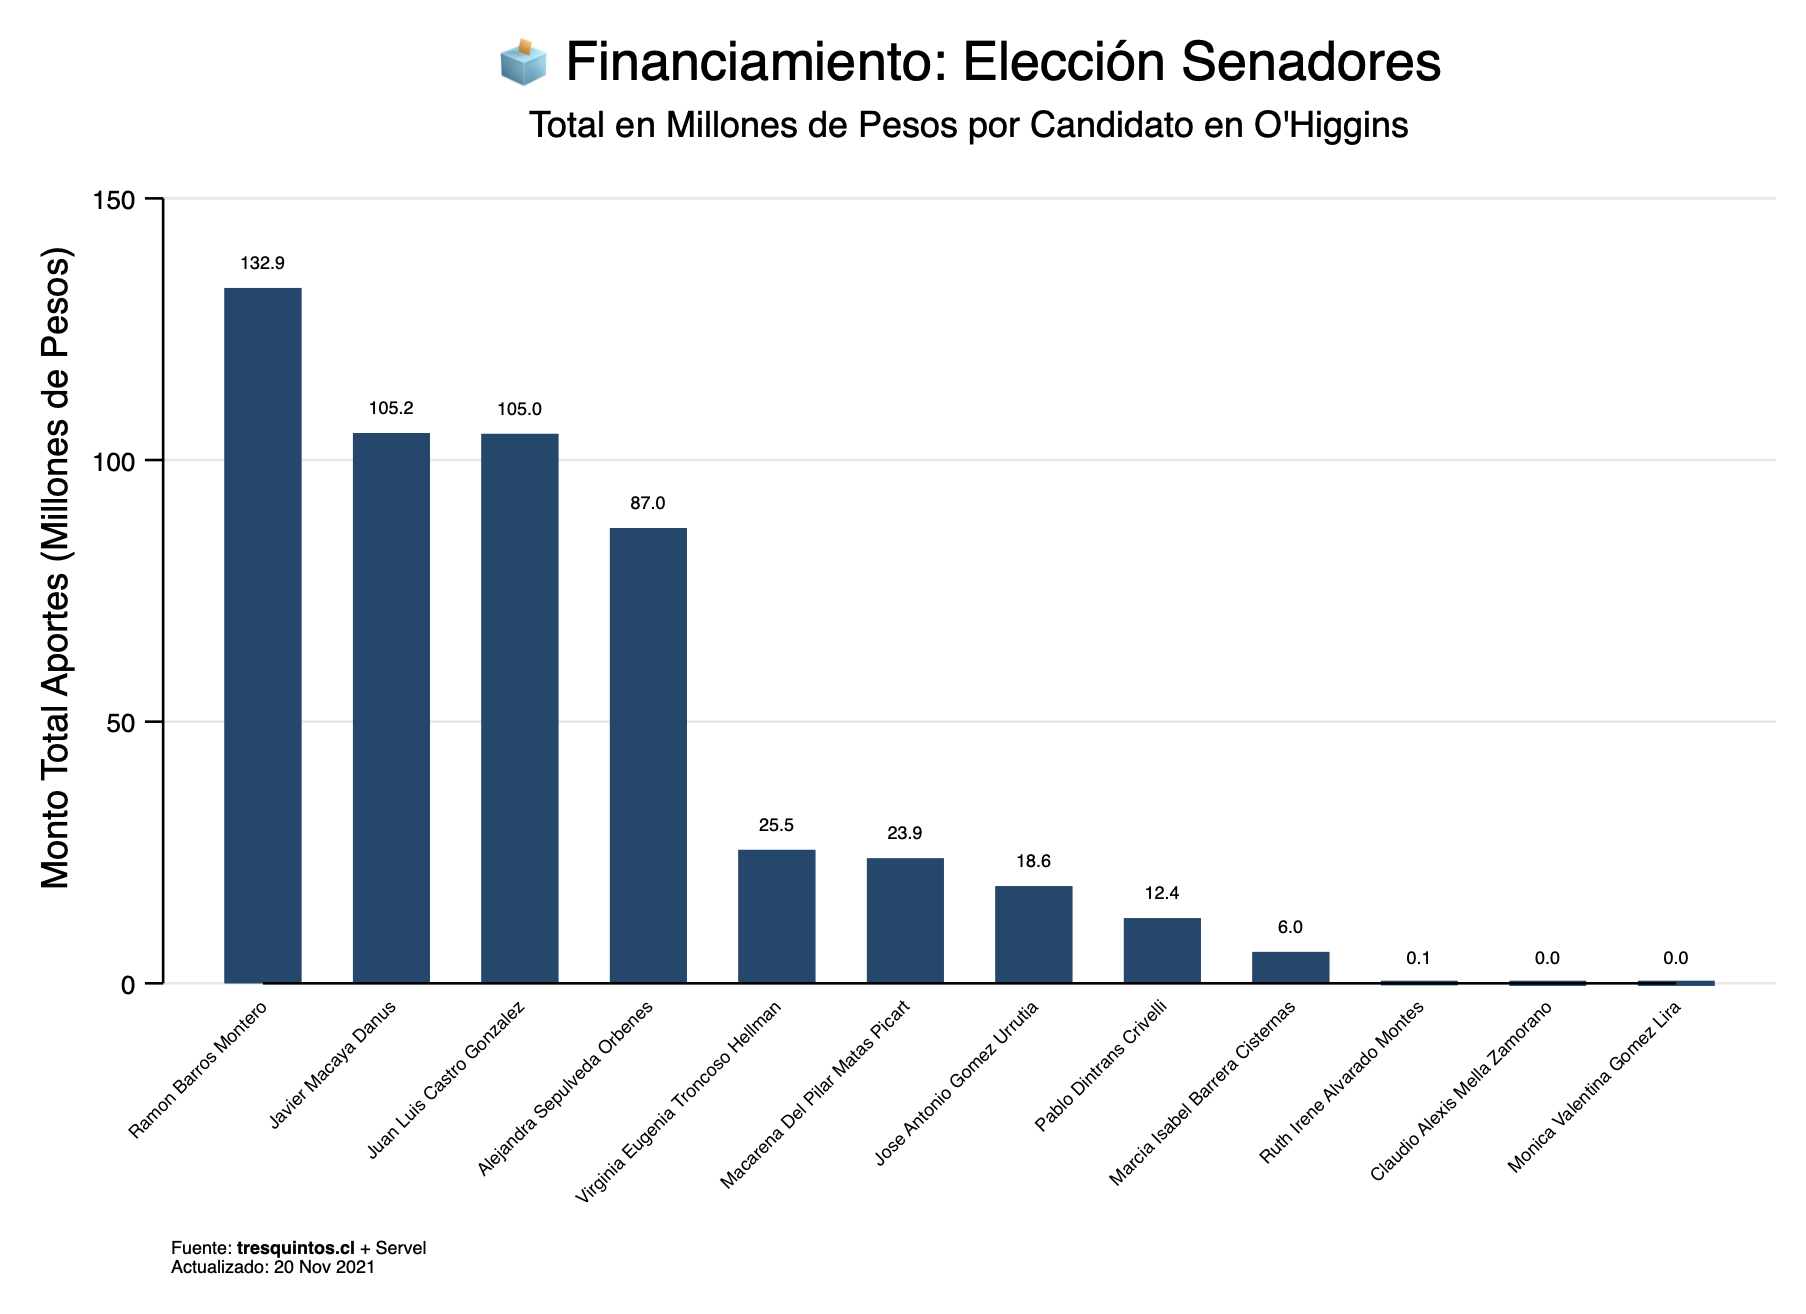 Financiamiento: Elección Senadores
Total en Millones de Pesos por Candidato en O'Higgins
Monto Total Aportes (Millones de Pesos)
150
100
50
0
132.9
105.2
105.0
87.0
25.5
23.9
18.6
12.4
6.0
0.1
0.0
0.0
Ramon Barros Montero
Javier Macaya Danus
Juan Luis Castro Gonzalez
Alejandra Sepulveda Orbenes
Virginia Eugenia Troncoso Hellman
Macarena Del Pilar Matas Picart
Jose Antonio Gomez Urrutia
Pablo Dintrans Crivelli
Marcia Isabel Barrera Cisternas
Ruth Irene Alvarado Montes
Claudio Alexis Mella Zamorano
Monica Valentina Gomez Lira
Fuente: tresquintos.cl + Servel
Actualizado: 20 Nov 2021